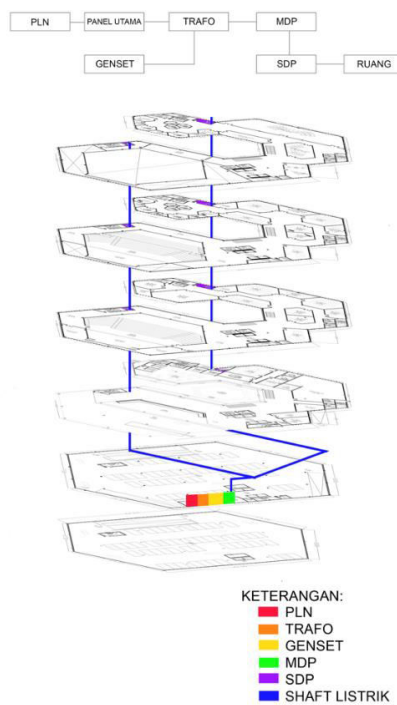 PLN PANEL UTAMA TRAFO MDP
GENSET SDP RUANG
KETERANGAN:
PLN
TRAFO
GENSET
MDP
SDP
SHAFT LISTRIK